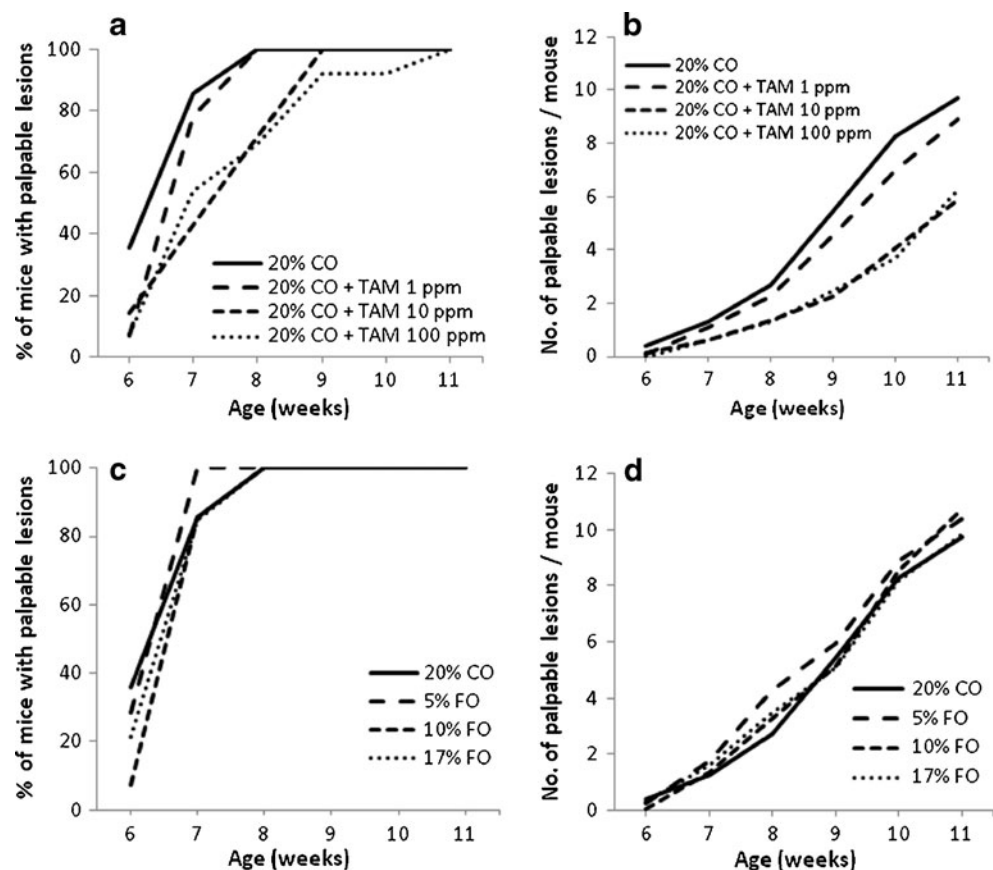 a
% of mice with palpable lesions
100
80
60
40
20
0
20% CO
20% CO + TAM 1 ppm
20% CO + TAM 10 ppm
20% CO + TAM 100 ppm
6 7 8 9 10 11
Age (weeks)
b
No. of palpable lesions / mouse
12
10
8
6
4
2
0
20% CO
20% CO + TAM 1 ppm
20% CO + TAM 10 ppm
20% CO + TAM 100 ppm
6 7 8 9 10 11
Age (weeks)
c
% of mice with palpable lesions
100
80
60
40
20
0
20% CO
5% FO
10% FO
17% FO
6 7 8 9 10 11
Age (weeks)
d
No. of palpable lesions / mouse
12
10
8
6
4
2
0
20% CO
5% FO
10% FO
17% FO
6 7 8 9 10 11
Age (weeks)